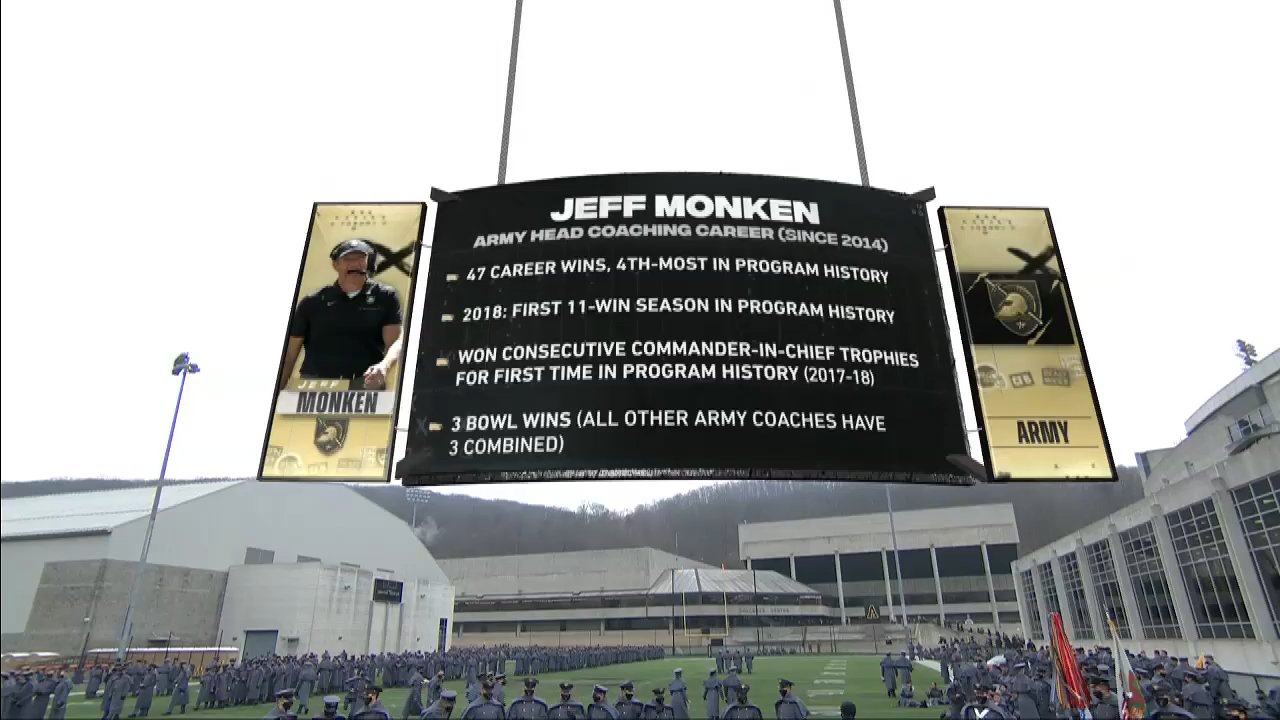 JEFF MONKEN
ARMY HEAD COACHING CAREER (SINCE 2014)
47 CAREER WINS, 4TH-MOST IN PROGRAM HISTORY
2018: FIRST 11-WIN SEASON IN PROGRAM HISTORY
WON CONSECUTIVE COMMANDER-IN-CHIEF TROPHIES
FOR FIRST TIME IN PROGRAM HISTORY (2017-18)
3 BOWL WINS (ALL OTHER ARMY COACHES HAVE
3 COMBINED)
JEFF
MONKEN
CFB
ARMY